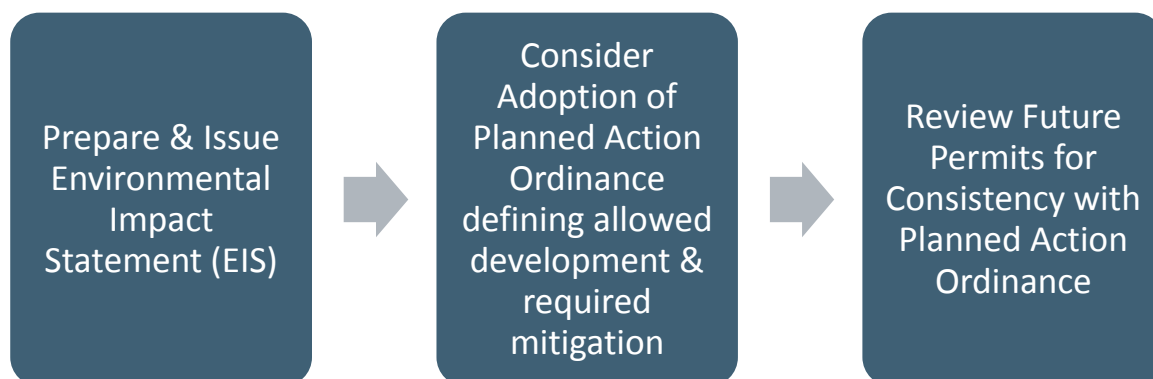 Prepare & Issue
Environmental
Impact
Statement (EIS)
Consider
Adoption of
Planned Action
Ordinance
defining allowed
development &
required
mitigation
Review Future
Permits for
Consistency with
Planned Action
Ordinance